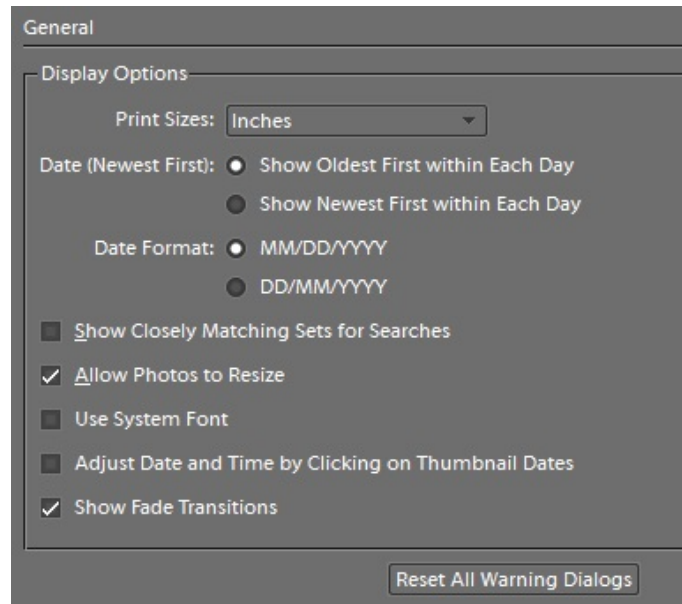 General
Display Options
Print Sizes: Inches
Date (Newest First): Show Oldest First within Each Day
Show Newest First within Each Day
Date Format: MM/DD/YYYY
DD/MM/YYYY
Show Closely Matching Sets for Searches
Allow Photos to Resize
Use System Font
Adjust Date and Time by Clicking on Thumbnail Dates
Show Fade Transitions
Reset All Warning Dialogs